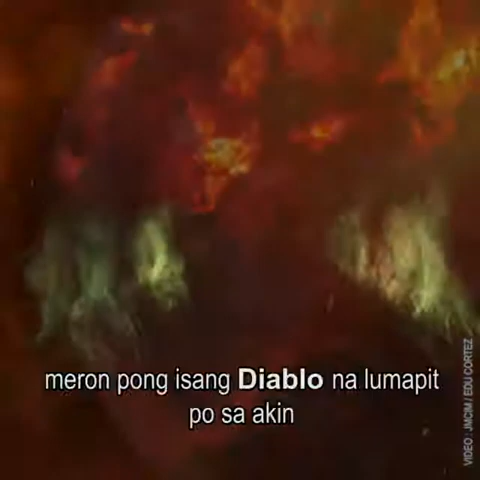 meron pong isang Diablo na lumapit
po sa akin
VIDEO : JMCIM / EDU CORTEZ